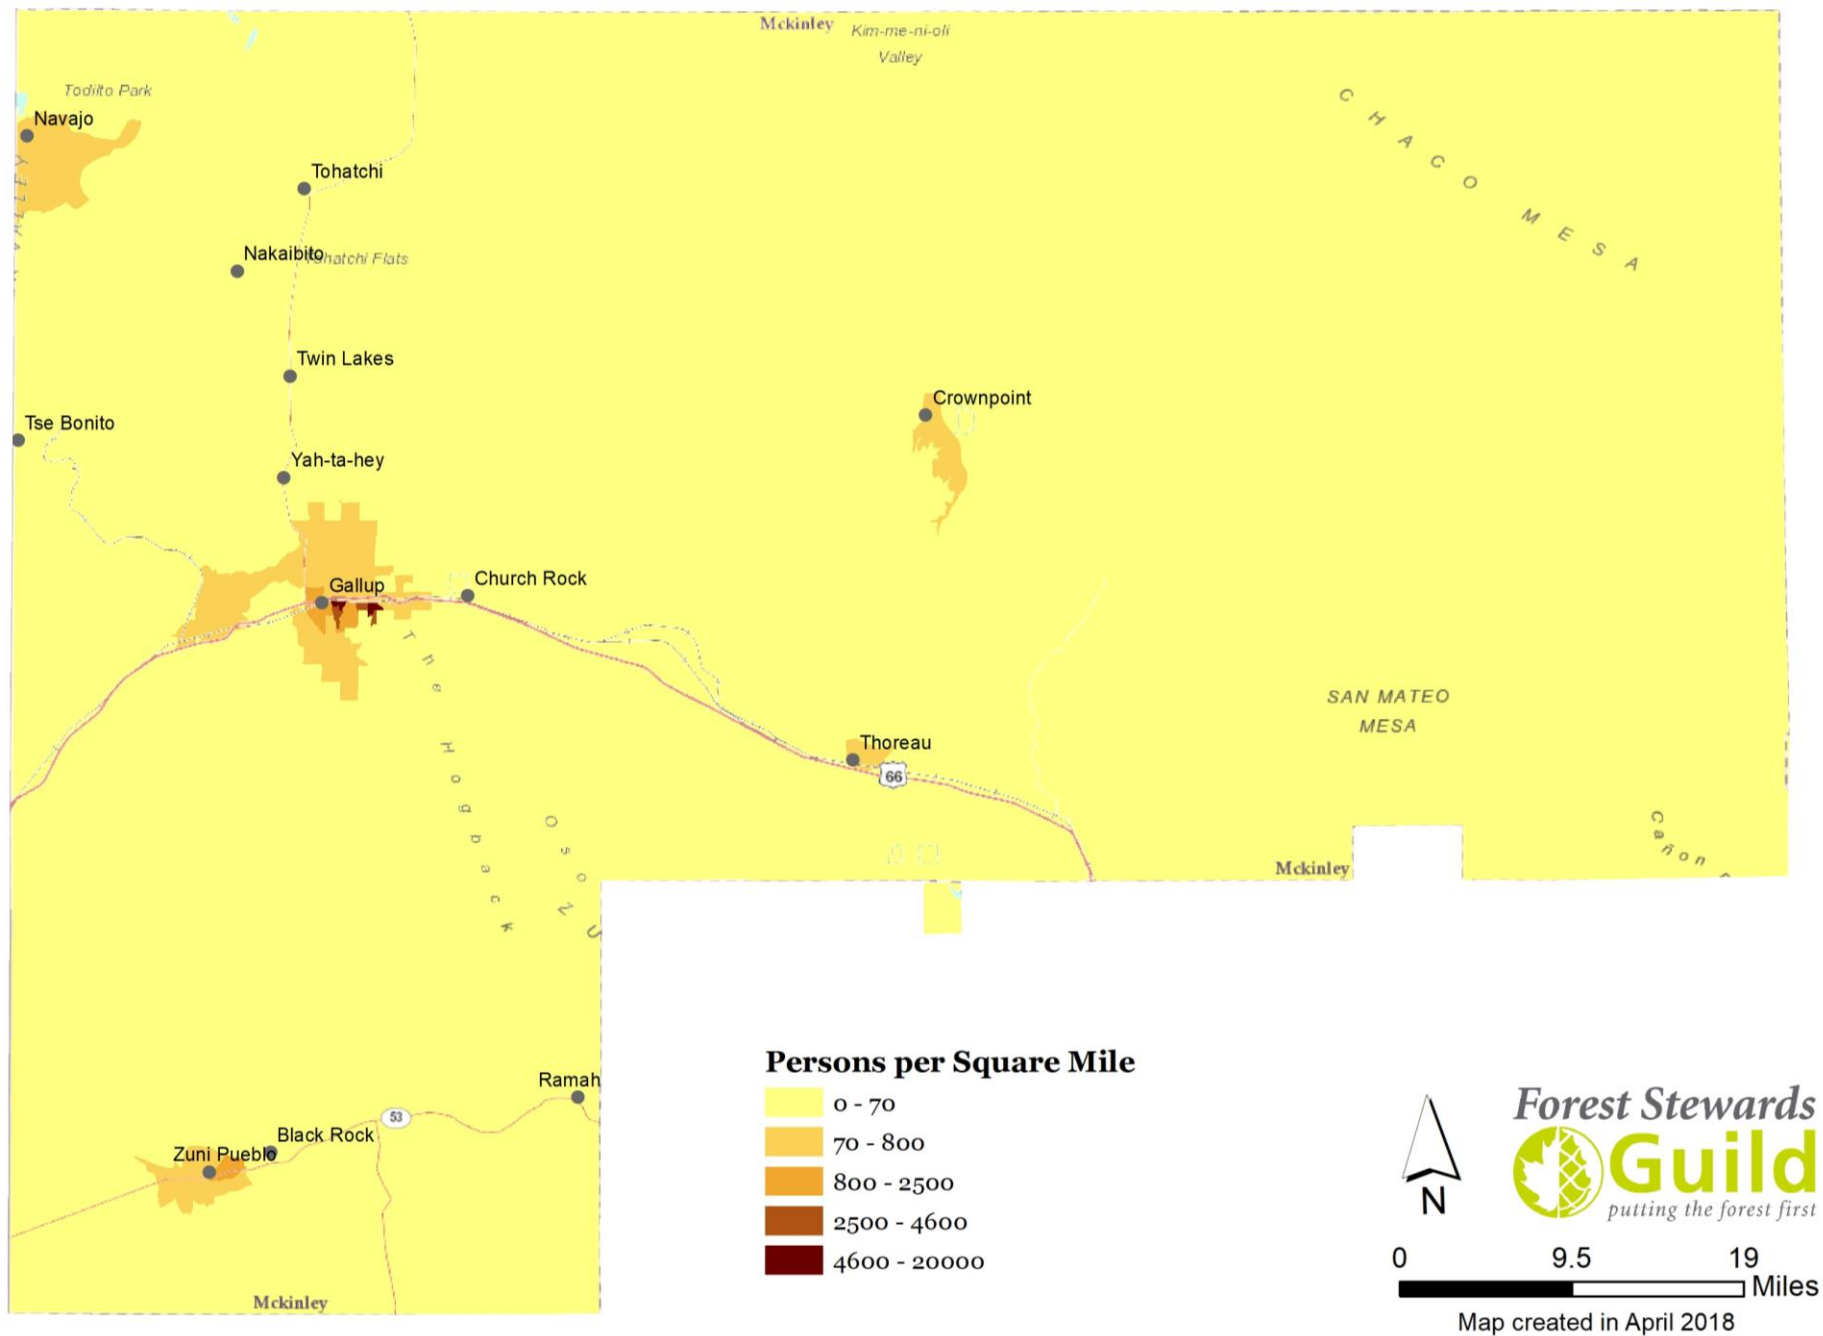 Mckinley
Kim-me-ni-oli
Valley
Todilto Park
CHACO MESA
Navajo
VALLEY
Tohatchi
Nakaibito
Tohatchi Flats
Twin Lakes
Crownpoint
Tse Bonito
Yah-ta-hey
Gallup
Church Rock
The Hogback
SAN MATEO
MESA
Thoreau
66
Oso
Cañon
Mckinley
Ramah
53
Black Rock
Zuni Pueblo
Mckinley
Persons per Square Mile
0 - 70
70 - 800
800 - 2500
2500 - 4600
4600 - 20000
N
Forest Stewards
Guild
putting the forest first
0 9.5 19
Miles
Map created in April 2018